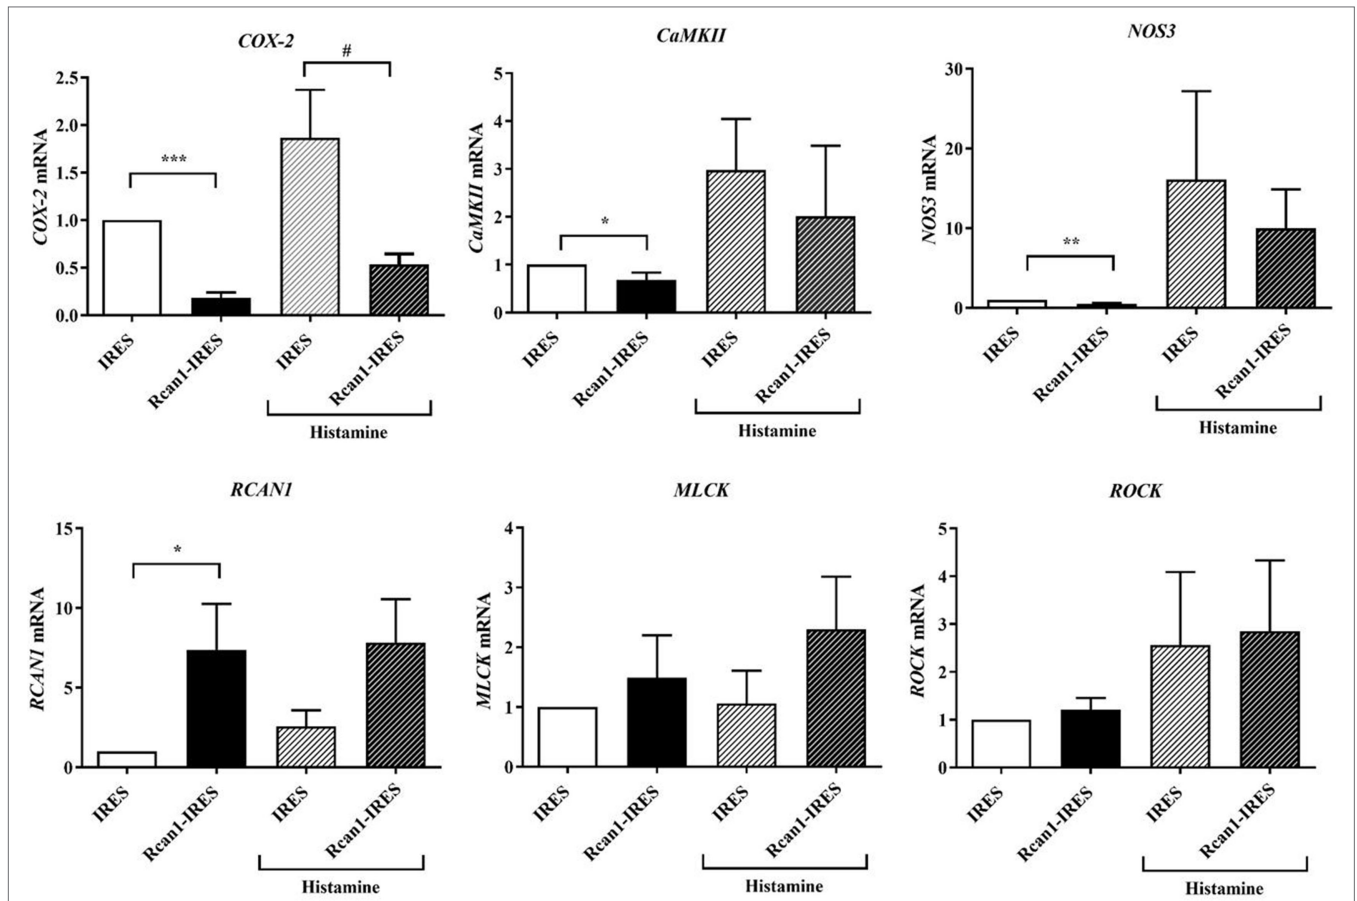 COX-2
#
***
COX-2 mRNA
2.5
2.0
1.5
1.0
0.5
0.0
IRES
Rcan1-IRES
IRES
Rcan1-IRES
Histamine
CaMKII
*
CaMKII mRNA
5
4
3
2
1
0
IRES
Rcan1-IRES
IRES
Rcan1-IRES
Histamine
NOS3
**
NOS3 mRNA
30
20
10
0
IRES
Rcan1-IRES
IRES
Rcan1-IRES
Histamine
RCAN1
*
RCAN1 mRNA
15
10
5
0
IRES
Rcan1-IRES
IRES
Rcan1-IRES
Histamine
MLCK
MLCK mRNA
4
3
2
1
0
IRES
Rcan1-IRES
IRES
Rcan1-IRES
Histamine
ROCK
ROCK mRNA
5
4
3
2
1
0
IRES
Rcan1-IRES
IRES
Rcan1-IRES
Histamine